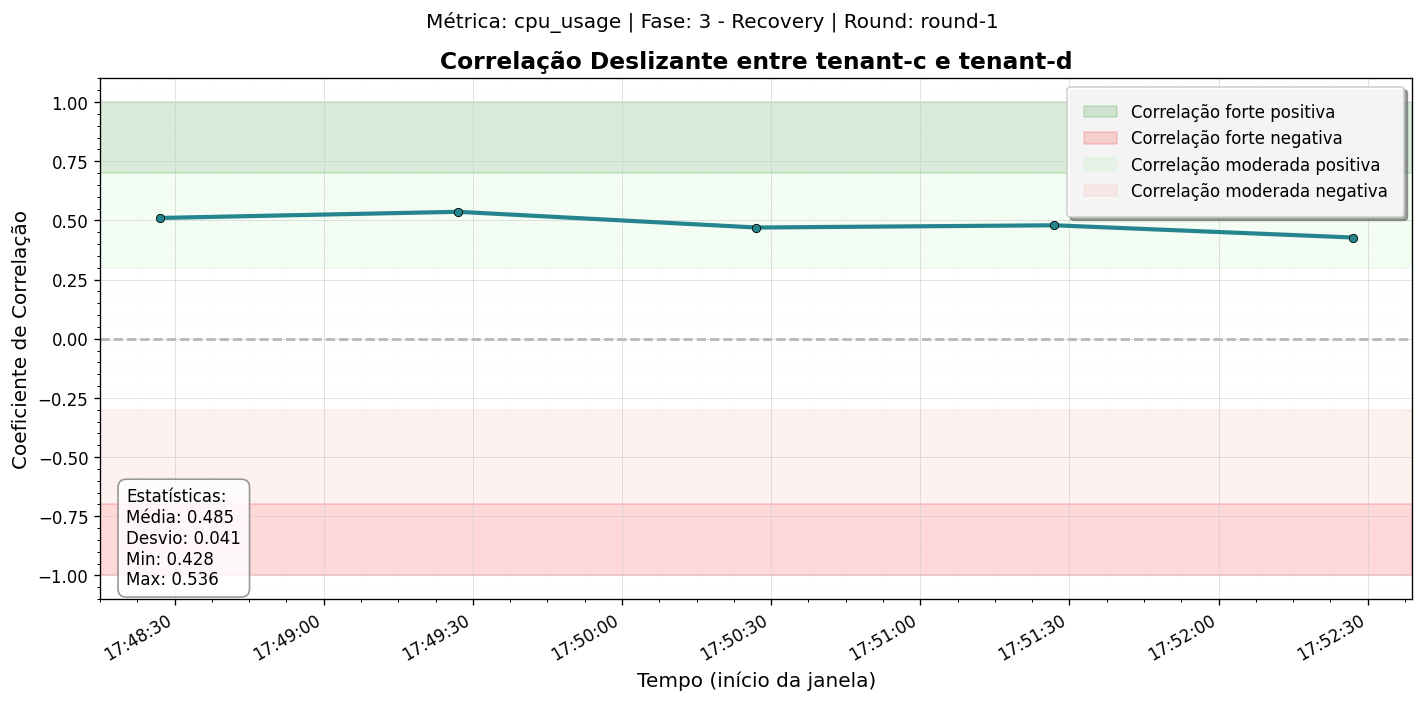 Métrica: cpu_usage | Fase: 3 - Recovery | Round: round-1
Correlação Deslizante entre tenant-c e tenant-d
Coeficiente de Correlação
1.00
0.75
0.50
0.25
0.00
−0.25
−0.50
−0.75
−1.00
Correlação forte positiva
Correlação forte negativa
Correlação moderada positiva
Correlação moderada negativa
Estatísticas:
Média: 0.485
Desvio: 0.041
Min: 0.428
Max: 0.536
17:48:30
17:49:00
17:49:30
17:50:00
17:50:30
17:51:00
17:51:30
17:52:00
17:52:30
Tempo (início da janela)